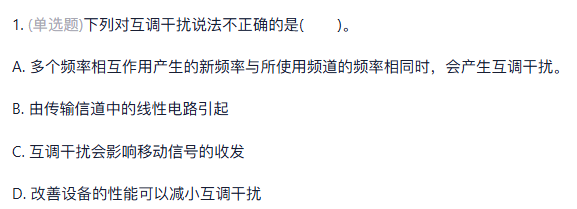 1. (单选题)下列对互调干扰说法不正确的是(  )。
A. 多个频率相互作用产生的新频率与所使用频道的频率相同时，会产生互调干扰。
B. 由传输信道中的线性电路引起
C. 互调干扰会影响移动信号的收发
D. 改善设备的性能可以减小互调干扰